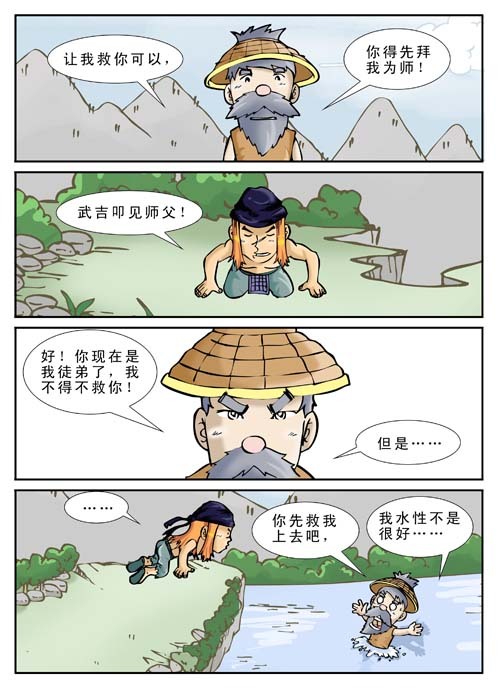 让我救你可以，
你得先拜
我为师！
武吉叩见师父！
好！你现在是
我徒弟了，我
不得不救你！
但是……
……
你先救我
上去吧，
我水性不是
很好……